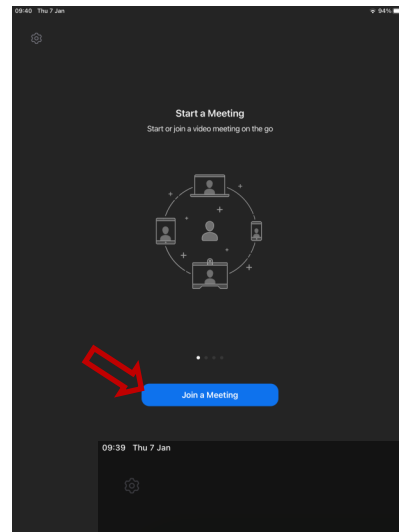 09:40 Thu 7 Jan 94%
Start a Meeting
Start or join a video meeting on the go
Join a Meeting
09:39 Thu 7 Jan